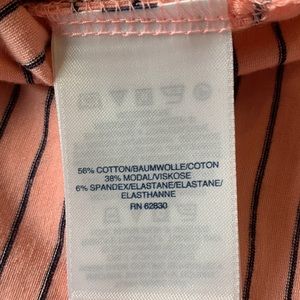 56% COTTON/BAUMWOLLE/COTON
38% MODAL/VISKOSE
6% SPANDEX/ELASTANE/ELASTANE/
ELASTHANNE
RN 62830